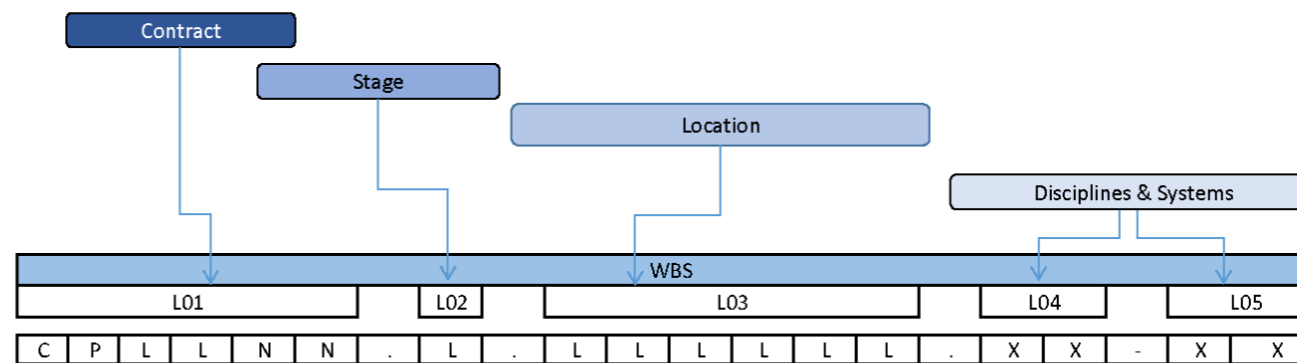 Contract
Stage
Location
Disciplines & Systems
WBS
L01 L02 L03 L04 L05
C P L L N N . L . L L L L L L . X X - X X